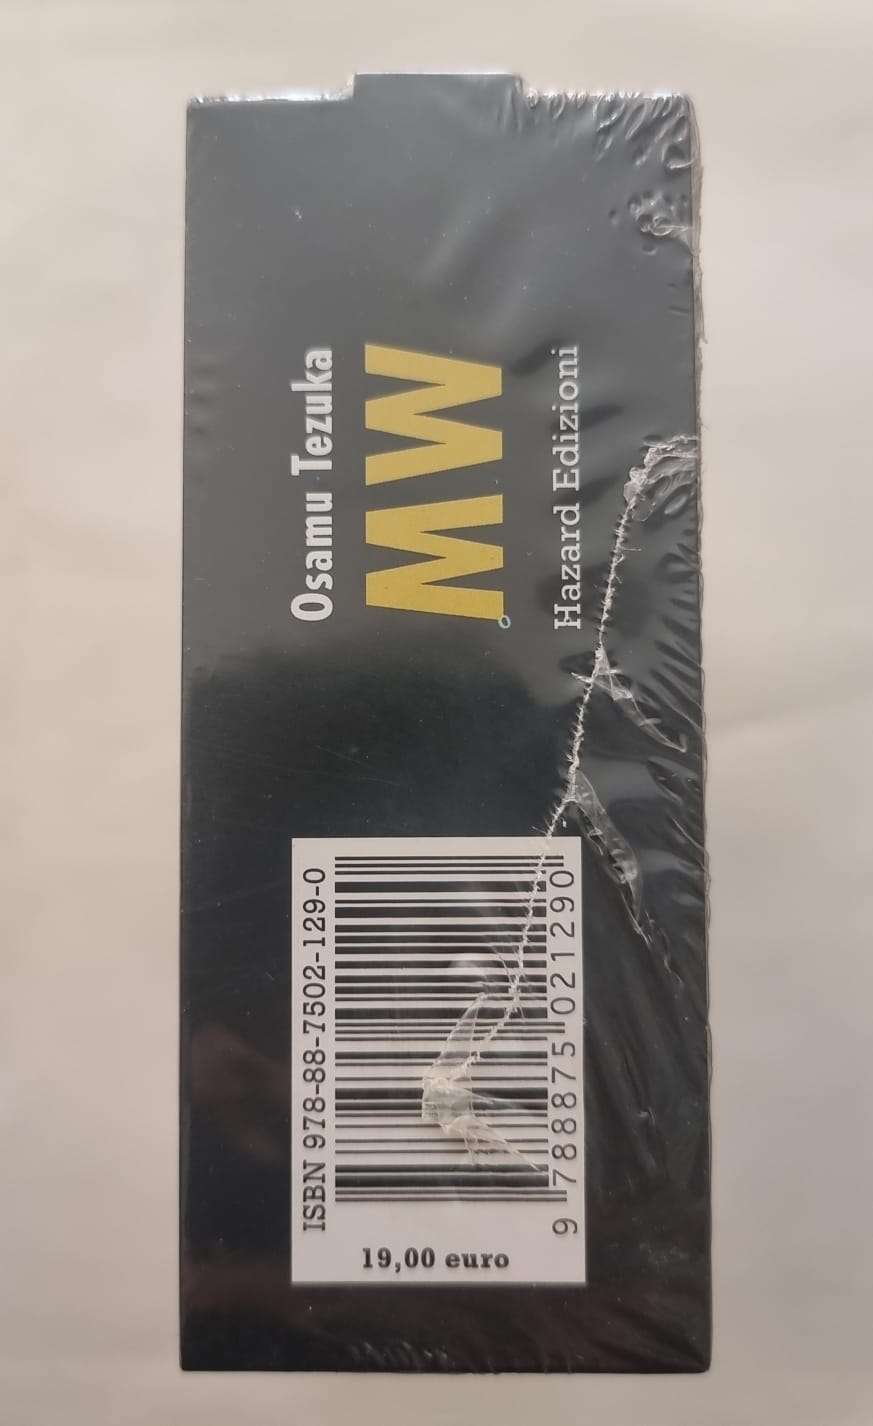 Osamu Tezuka
MW
Hazard Edizioni
ISBN 978-88-7502-129-0
9 788875 021290
19,00 euro